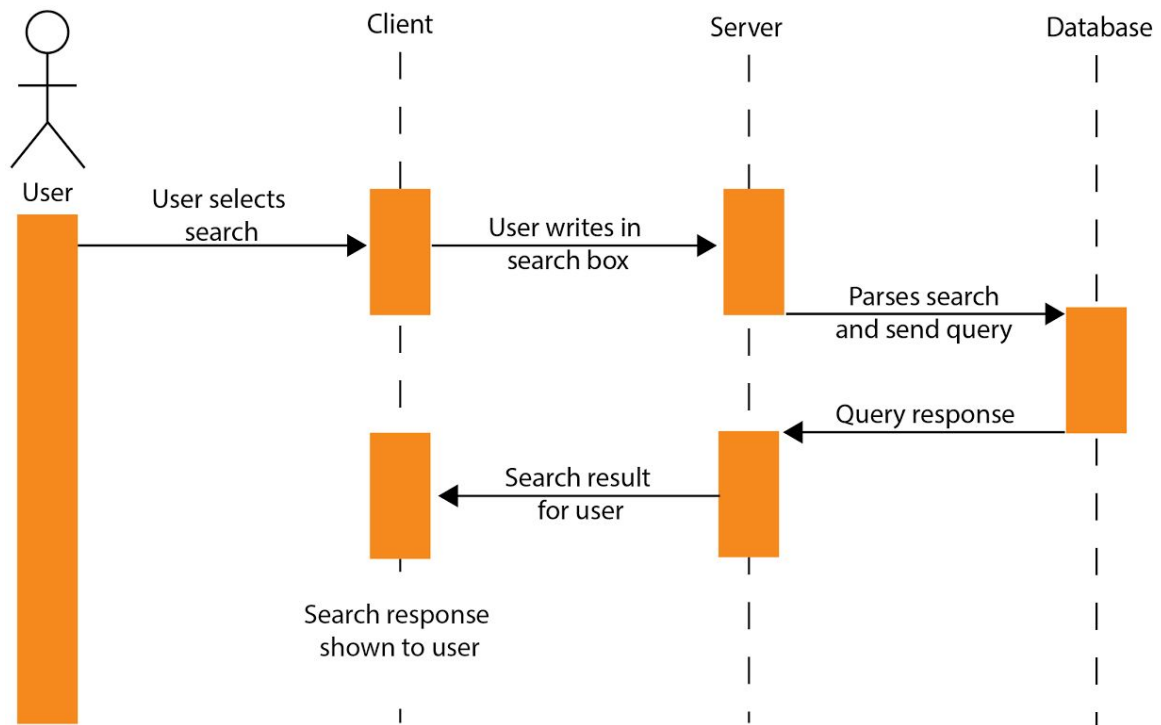 Client
Server
Database
User
User selects
search
User writes in
search box
Parses search
and send query
Query response
Search result
for user
Search response
shown to user